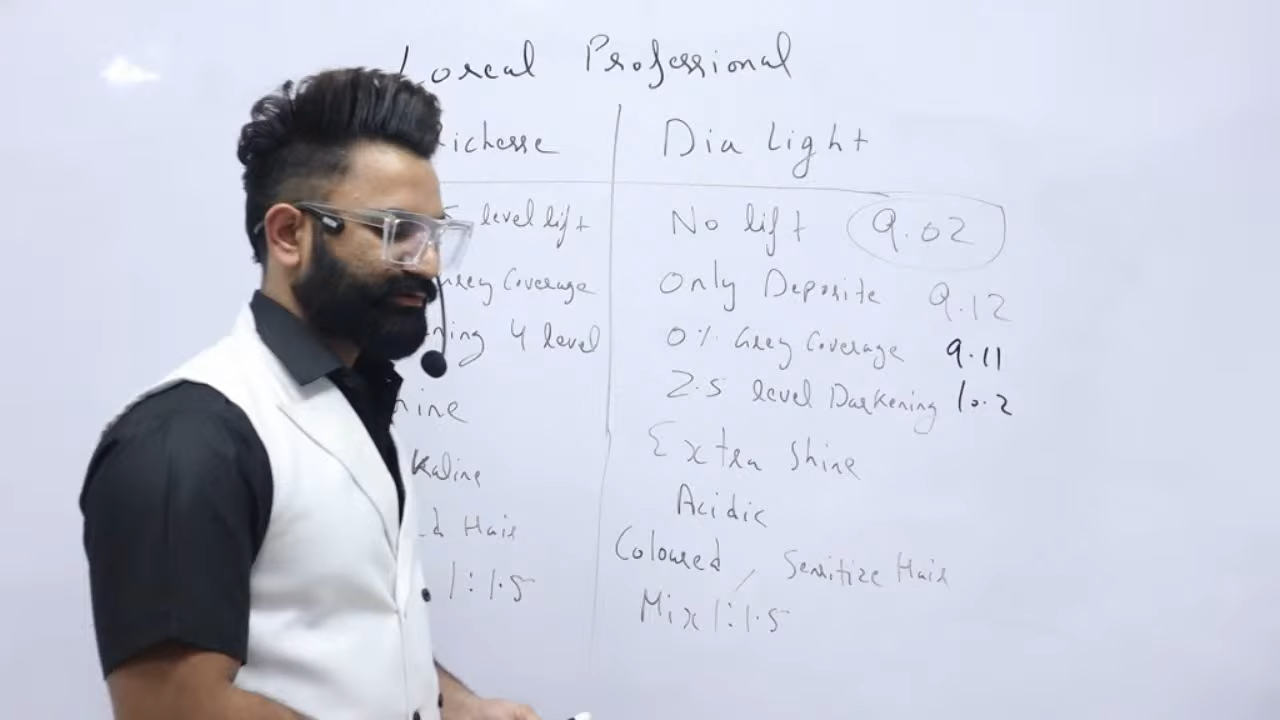 Loreal Professional
ichesse
Dia Light
level lift
No lift 9.02
Grey Coverage
Only Deposite 9.12
ning 4 level
0% Grey Coverage 9.11
2.5 level Darkening 10.2
hine
Extra Shine
kaline
Acidic
d Hair
Coloured / Sensitize Hair
1:1.5
Mix 1:1.5